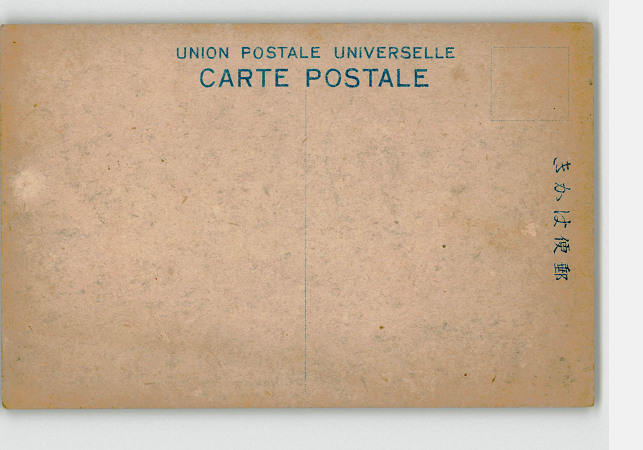 UNION POSTALE UNIVERSELLE
CARTE POSTALE
きかは便郵